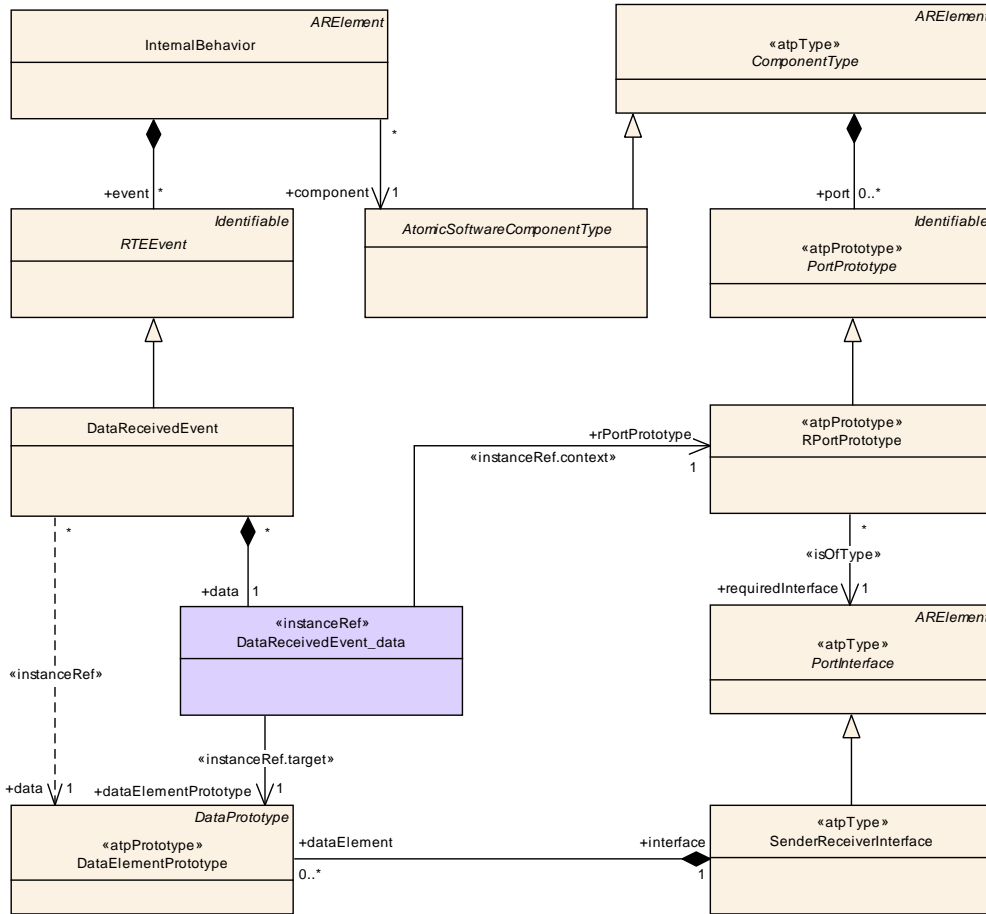 ARElement
InternalBehavior
ARElement
«atpType»
ComponentType
*
+event
*
+component
1
+port
0..*
Identifiable
RTEEvent
AtomicSoftwareComponentType
Identifiable
«atpPrototype»
PortPrototype
DataReceivedEvent
«atpPrototype»
RPortPrototype
+rPortPrototype
«instanceRef.context»
1
*
*
*
«isOfType»
+data
1
+requiredInterface
1
«instanceRef»
DataReceivedEvent_data
ARElement
«atpType»
PortInterface
«instanceRef»
«instanceRef.target»
+data
1
+dataElementPrototype
1
DataPrototype
«atpPrototype»
DataElementPrototype
+dataElement
0..*
+interface
1
«atpType»
SenderReceiverInterface